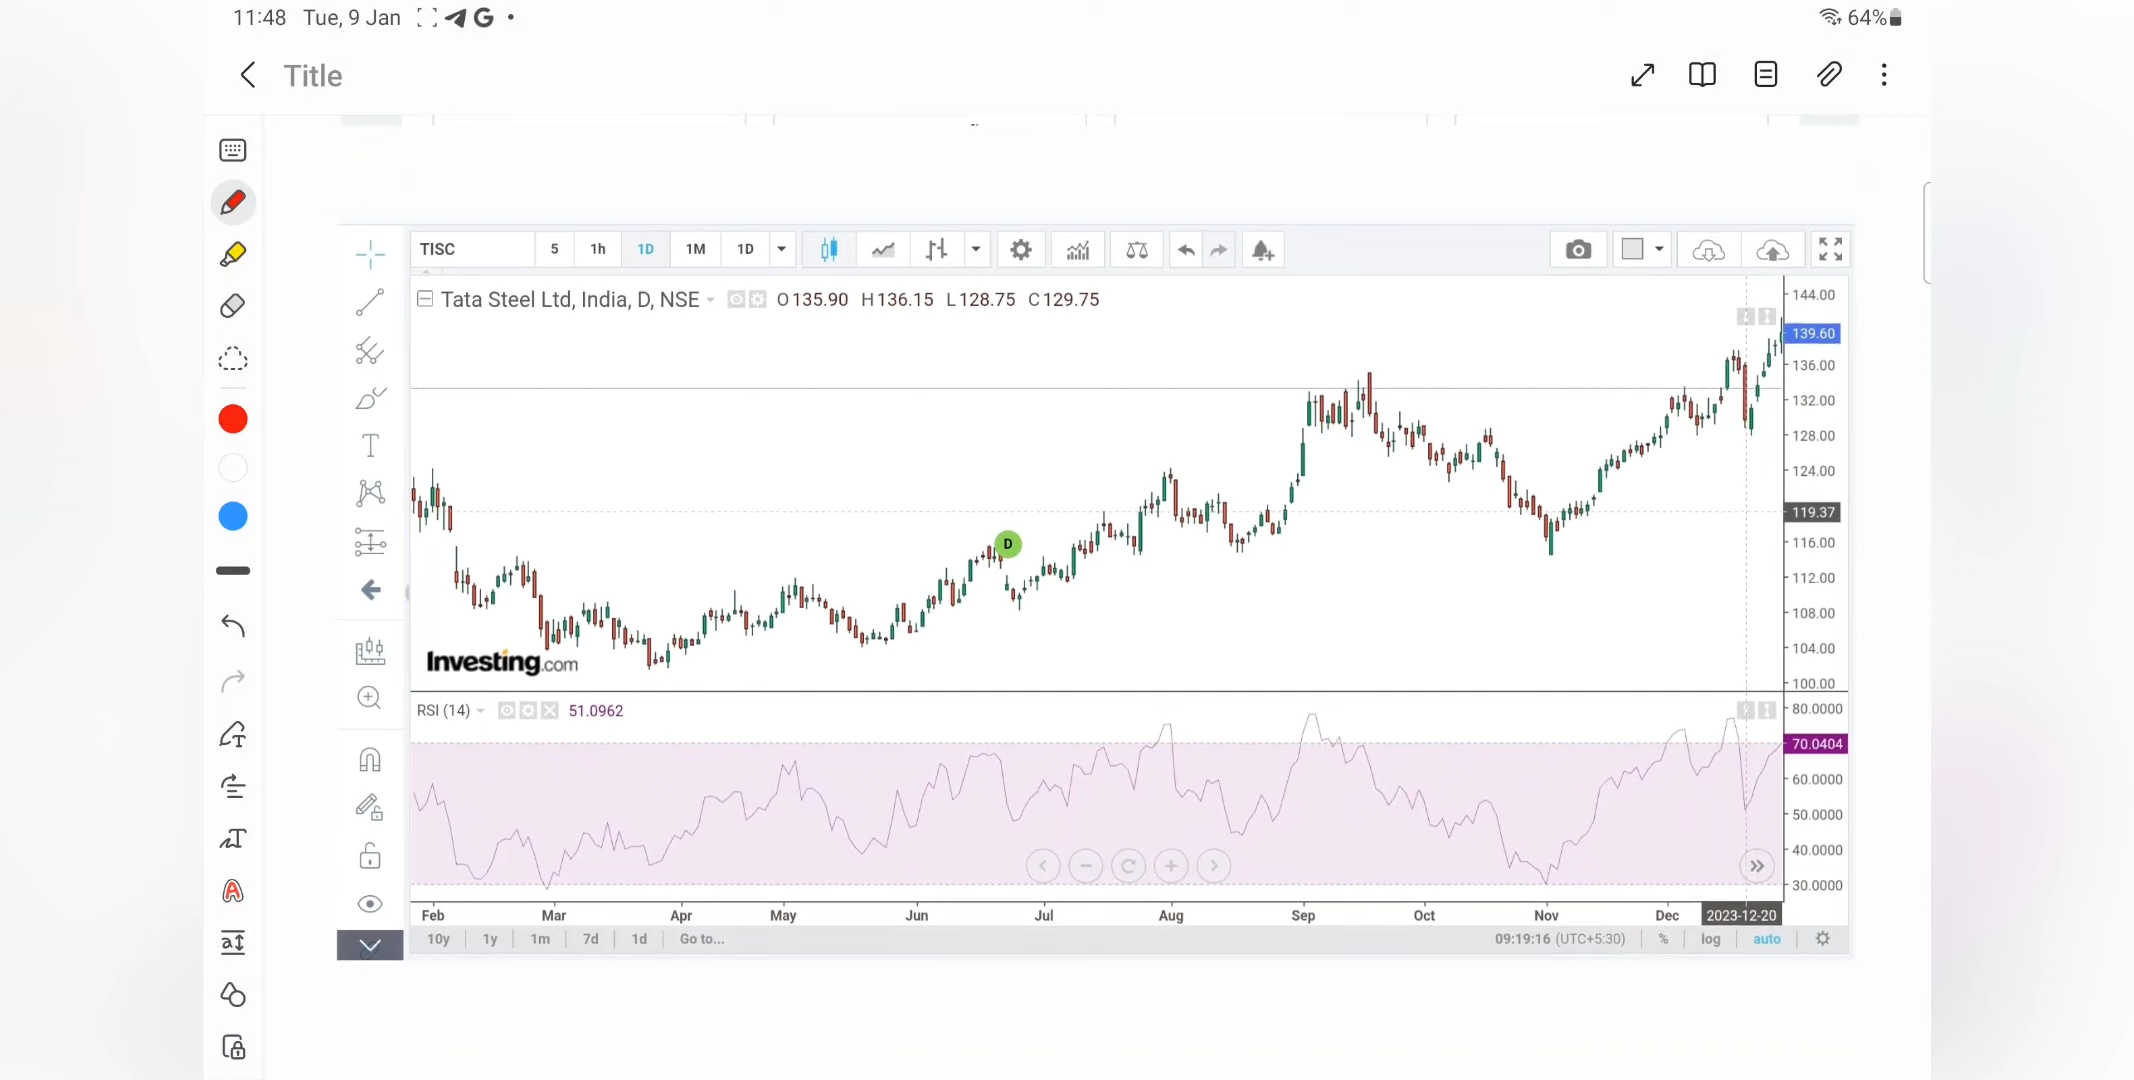 11:48 Tue, 9 Jan
64%
Title
TISC 5 1h 1D 1M 1D
Tata Steel Ltd, India, D, NSE O135.90 H136.15 L128.75 C129.75
144.00
139.60
136.00
132.00
128.00
124.00
119.37
116.00
112.00
108.00
104.00
100.00
D
Investing.com
RSI (14) 51.0962
80.0000
70.0404
60.0000
50.0000
40.0000
30.0000
Feb Mar Apr May Jun Jul Aug Sep Oct Nov Dec 2023-12-20
10y 1y 1m 7d 1d Go to... 09:19:16 (UTC+5:30) % log auto